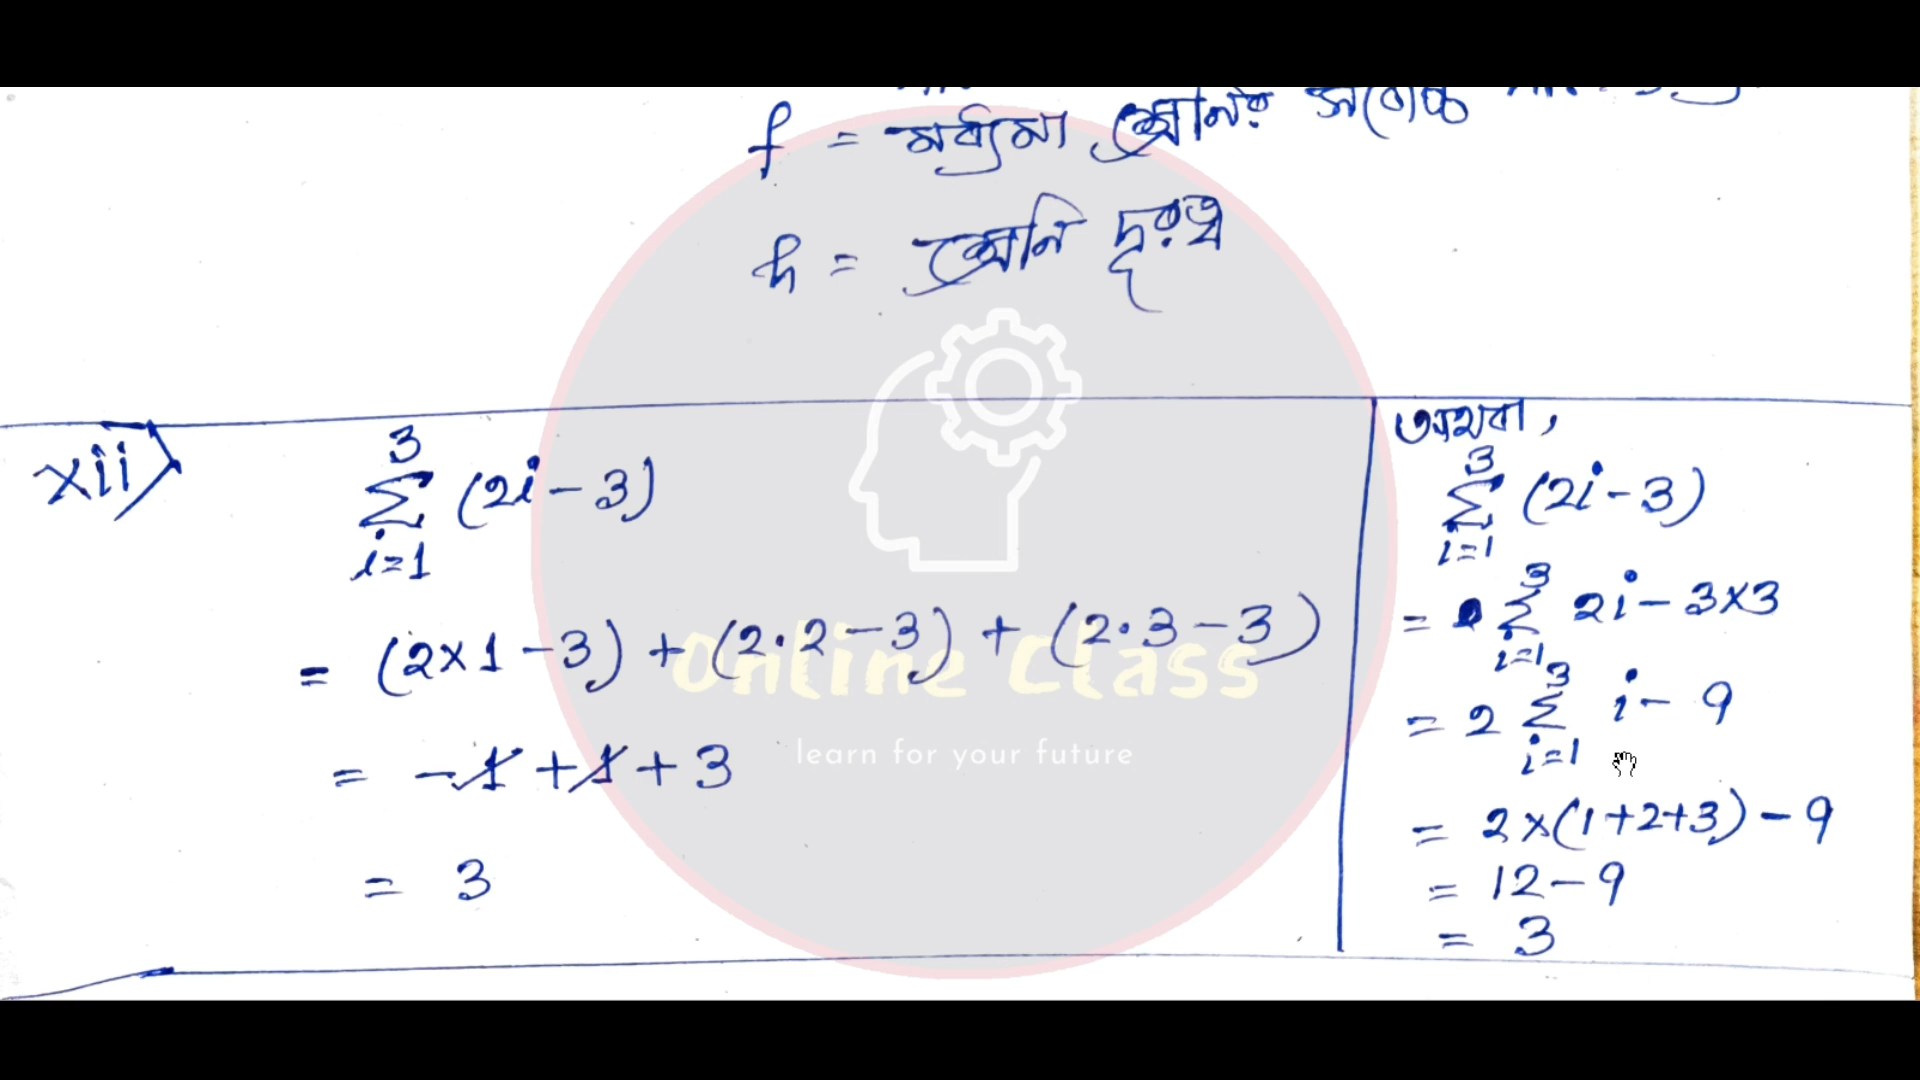 f = মধ্যমা শ্রেনির
h = শ্রেনি দূরত্ব
xii)
3
Σ (2i - 3)
i=1
= (2×1 - 3) + (2·2 - 3) + (2·3 - 3)
= -1 + 1 + 3
= 3
অথবা,
3
Σ (2i - 3)
i=1
3
= Σ 2i - 3×3
i=1
3
= 2 Σ i - 9
i=1
= 2×(1+2+3) - 9
= 12 - 9
= 3
Online Class
learn for your future